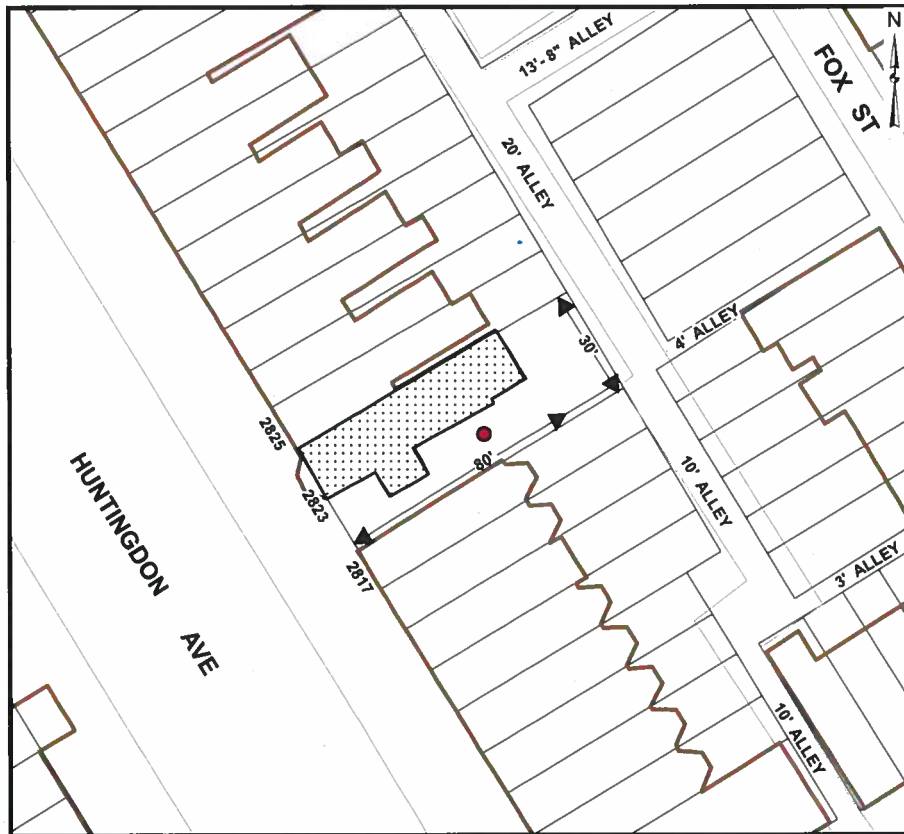 N
13'-8" ALLEY
FOX ST
20' ALLEY
4' ALLEY
30'
2825
80'
2823
10' ALLEY
HUNTINGDON AVE
2817
3' ALLEY
10' ALLEY